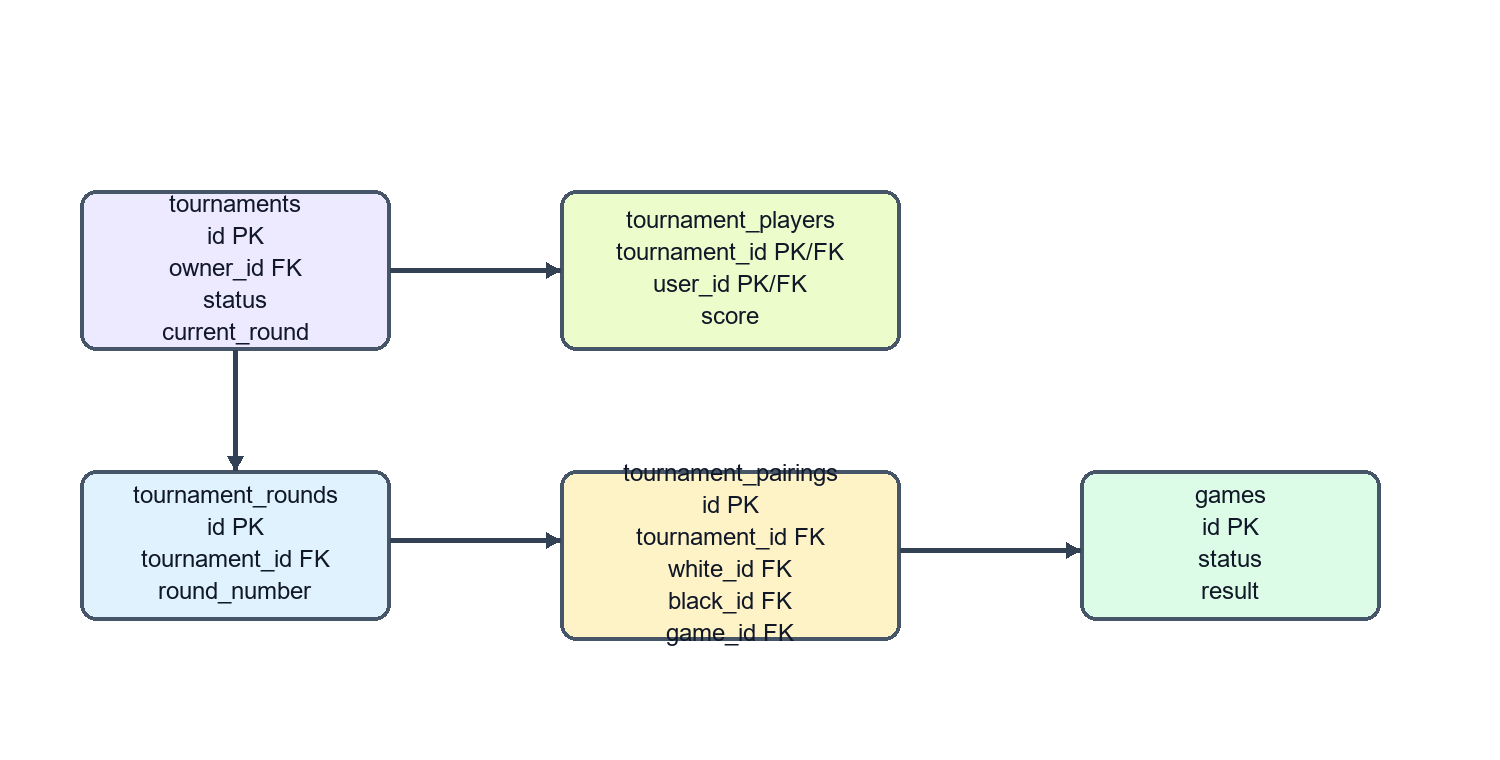 tournaments
id PK
owner_id FK
status
current_round
tournament_players
tournament_id PK/FK
user_id PK/FK
score
tournament_rounds
id PK
tournament_id FK
round_number
tournament_pairings
id PK
tournament_id FK
white_id FK
black_id FK
game_id FK
games
id PK
status
result